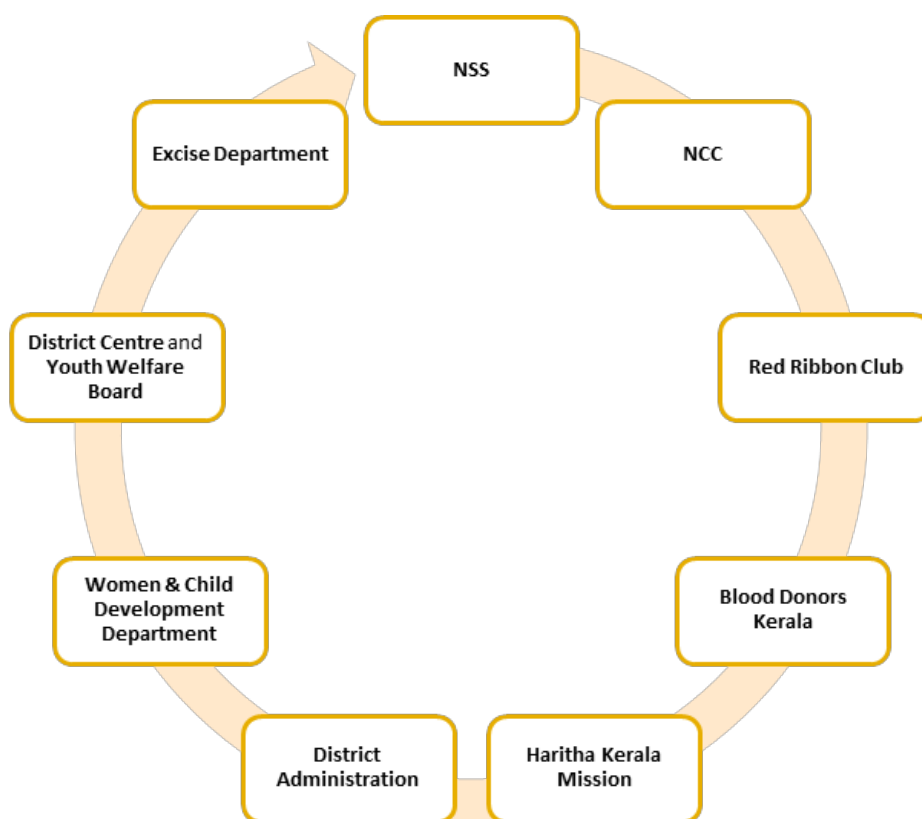 NSS
NCC
Red Ribbon Club
Blood Donors
Kerala
Haritha Kerala
Mission
District
Administration
Women & Child
Development
Department
District Centre and
Youth Welfare
Board
Excise Department